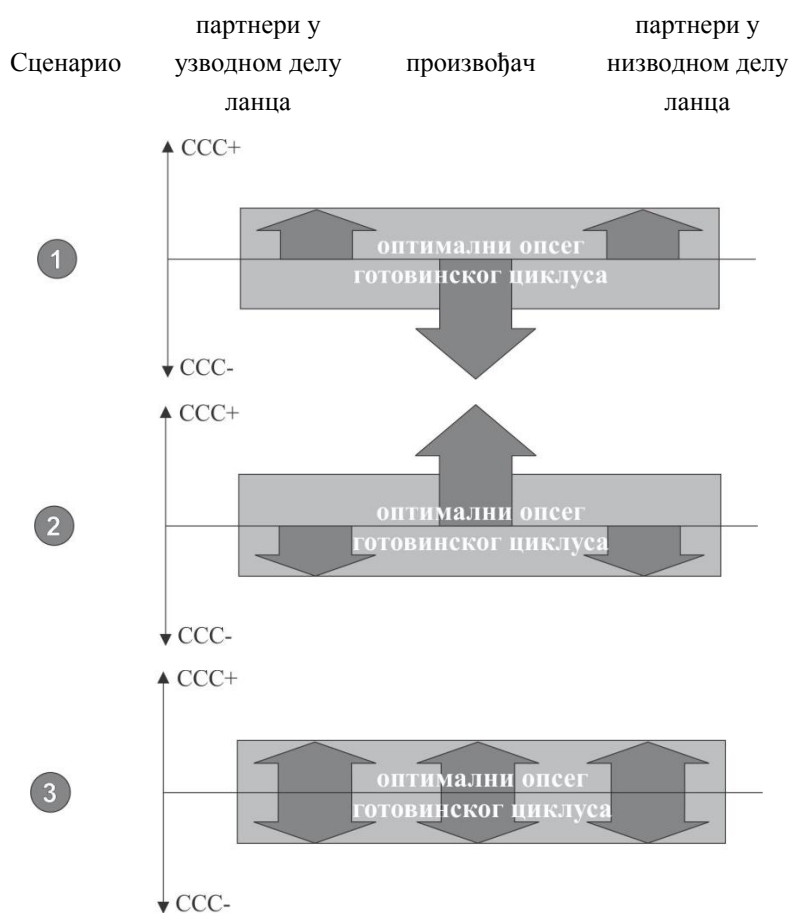 партнери у
партнери у
Сценарио
узводном делу
произвођач
низводном делу
ланца
ланца
CCC+
1
оптимални опсег
готовинског циклуса
CCC-
CCC+
2
оптимални опсег
готовинског циклуса
CCC-
CCC+
3
оптимални опсег
готовинског циклуса
CCC-